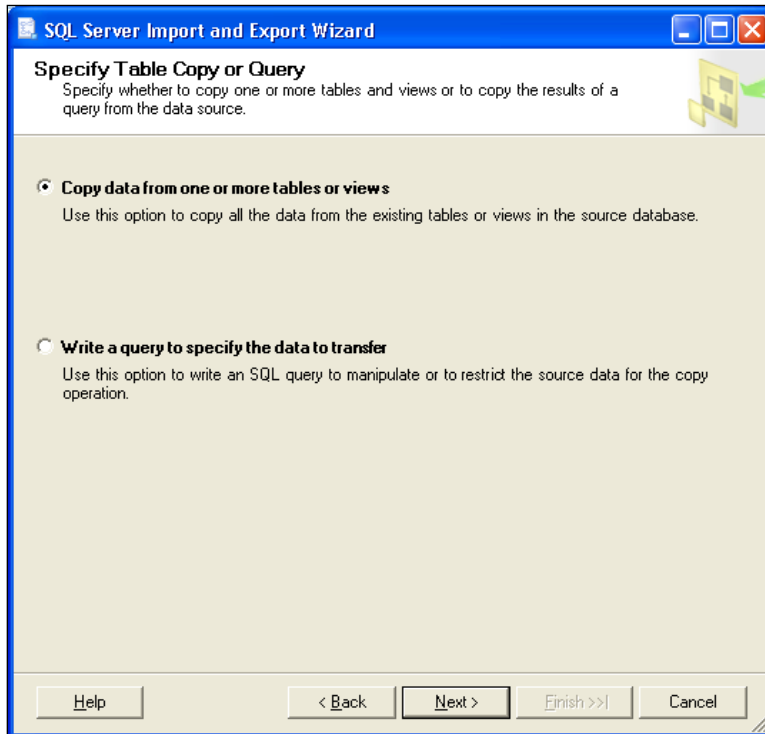 SQL Server Import and Export Wizard
Specify Table Copy or Query
Specify whether to copy one or more tables and views or to copy the results of a
query from the data source.
Copy data from one or more tables or views
Use this option to copy all the data from the existing tables or views in the source database.
Write a query to specify the data to transfer
Use this option to write an SQL query to manipulate or to restrict the source data for the copy
operation.
Help < Back Next > Finish >>| Cancel